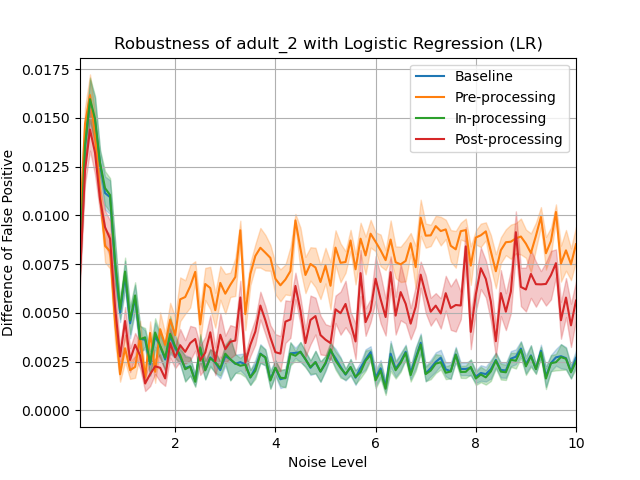 Robustness of adult_2 with Logistic Regression (LR)
Difference of False Positive
0.0175
0.0150
0.0125
0.0100
0.0075
0.0050
0.0025
0.0000
Baseline
Pre-processing
In-processing
Post-processing
2
4
6
8
10
Noise Level